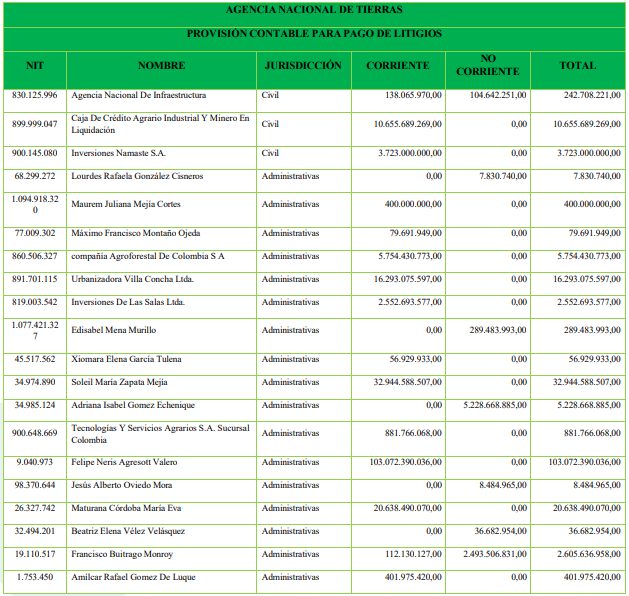 AGENCIA NACIONAL DE TIERRAS
PROVISIÓN CONTABLE PARA PAGO DE LITIGIOS
NIT NOMBRE JURISDICCIÓN CORRIENTE NO CORRIENTE TOTAL
830.125.996 Agencia Nacional De Infraestructura Civil 138.065.970,00 104.642.251,00 242.708.221,00
899.999.047 Caja De Crédito Agrario Industrial Y Minero En Liquidación Civil 10.655.689.269,00 0,00 10.655.689.269,00
900.145.080 Inversiones Namaste S.A. Civil 3.723.000.000,00 0,00 3.723.000.000,00
68.299.272 Lourdes Rafaela González Cisneros Administrativas 0,00 7.830.740,00 7.830.740,00
1.094.918.320 Maurem Juliana Mejía Cortes Administrativas 400.000.000,00 0,00 400.000.000,00
77.009.302 Máximo Francisco Montaño Ojeda Administrativas 79.691.949,00 0,00 79.691.949,00
860.506.327 compañia Agroforestal De Colombia S A Administrativas 5.754.430.773,00 0,00 5.754.430.773,00
891.701.115 Urbanizadora Villa Concha Ltda. Administrativas 16.293.075.597,00 0,00 16.293.075.597,00
819.003.542 Inversiones De Las Salas Ltda. Administrativas 2.552.693.577,00 0,00 2.552.693.577,00
1.077.421.327 Edisabel Mena Murillo Administrativas 0,00 289.483.993,00 289.483.993,00
45.517.562 Xiomara Elena García Tulena Administrativas 56.929.933,00 0,00 56.929.933,00
34.974.890 Soleil María Zapata Mejía Administrativas 32.944.588.507,00 0,00 32.944.588.507,00
34.985.124 Adriana Isabel Gomez Echenique Administrativas 0,00 5.228.668.885,00 5.228.668.885,00
900.648.669 Tecnologías Y Servicios Agrarios S.A. Sucursal Colombia Administrativas 881.766.068,00 0,00 881.766.068,00
9.040.973 Felipe Neris Agresott Valero Administrativas 103.072.390.036,00 0,00 103.072.390.036,00
98.370.644 Jesús Alberto Oviedo Mora Administrativas 0,00 8.484.965,00 8.484.965,00
26.327.742 Maturana Córdoba María Eva Administrativas 20.638.490.070,00 0,00 20.638.490.070,00
32.494.201 Beatriz Elena Vélez Velásquez Administrativas 0,00 36.682.954,00 36.682.954,00
19.110.517 Francisco Buitrago Monroy Administrativas 112.130.127,00 2.493.506.831,00 2.605.636.958,00
1.753.450 Amílcar Rafael Gomez De Luque Administrativas 401.975.420,00 0,00 401.975.420,00